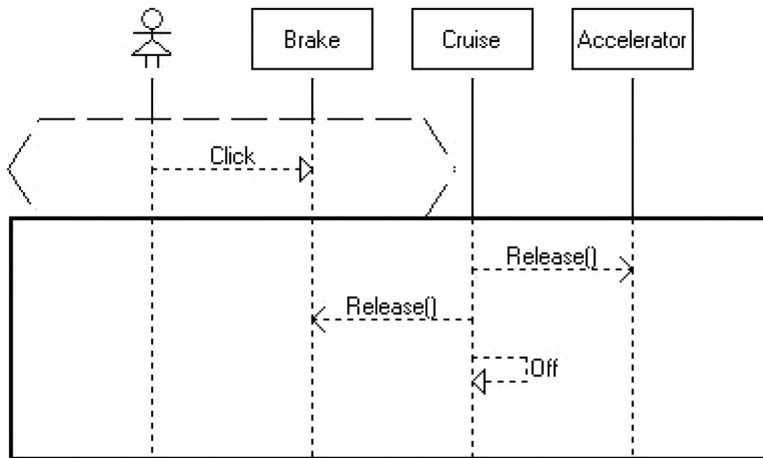 Brake
Cruise
Accelerator
Click
Release()
Release()
Off